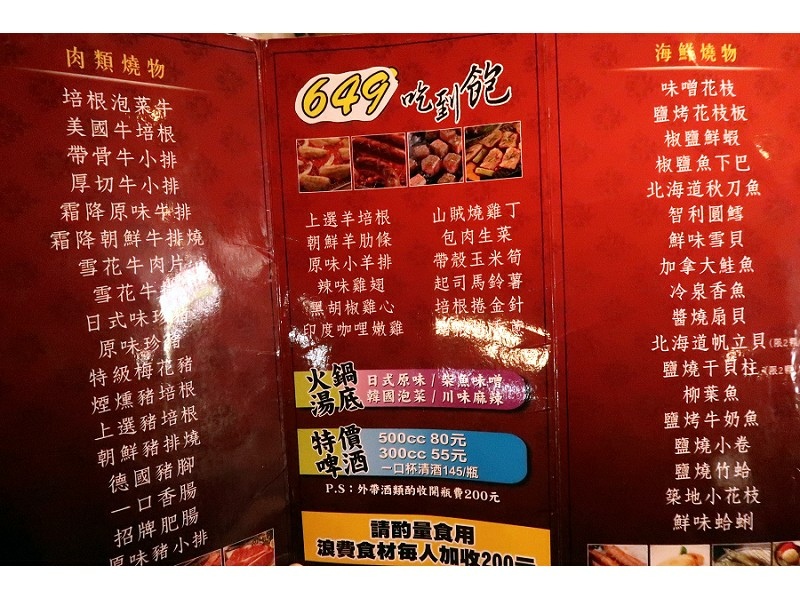 肉類燒物
培根泡菜牛
美國牛培根
帶骨牛小排
厚切牛小排
霜降原味牛排
霜降朝鮮牛排燒
雪花牛肉片
雪花牛
日式味珍
原味珍豬
特級梅花豬
煙燻豬培根
上選豬培根
朝鮮豬排燒
德國豬腳
一口香腸
招牌肥腸
原味豬小排
649吃到飽
上選羊培根
朝鮮羊肋條
原味小羊排
辣味雞翅
黑胡椒雞心
印度咖哩嫩雞
山賊燒雞丁
包肉生菜
帶殼玉米筍
起司馬鈴薯
培根捲金針
火鍋湯底
日式原味 / 柴魚味噌
韓國泡菜 / 川味麻辣
特價啤酒
500cc 80元
300cc 55元
一口杯清酒145/瓶
P.S：外帶酒類酌收開瓶費200元
請酌量食用
浪費食材每人加收200元
海鮮燒物
味噌花枝
鹽烤花枝板
椒鹽鮮蝦
椒鹽魚下巴
北海道秋刀魚
智利圓鱈
鮮味雪貝
加拿大鮭魚
冷泉香魚
醬燒扇貝
北海道帆立貝(限2
鹽燒干貝柱(限2
柳葉魚
鹽烤牛奶魚
鹽燒小卷
鹽燒竹蛤
築地小花枝
鮮味蛤蜊